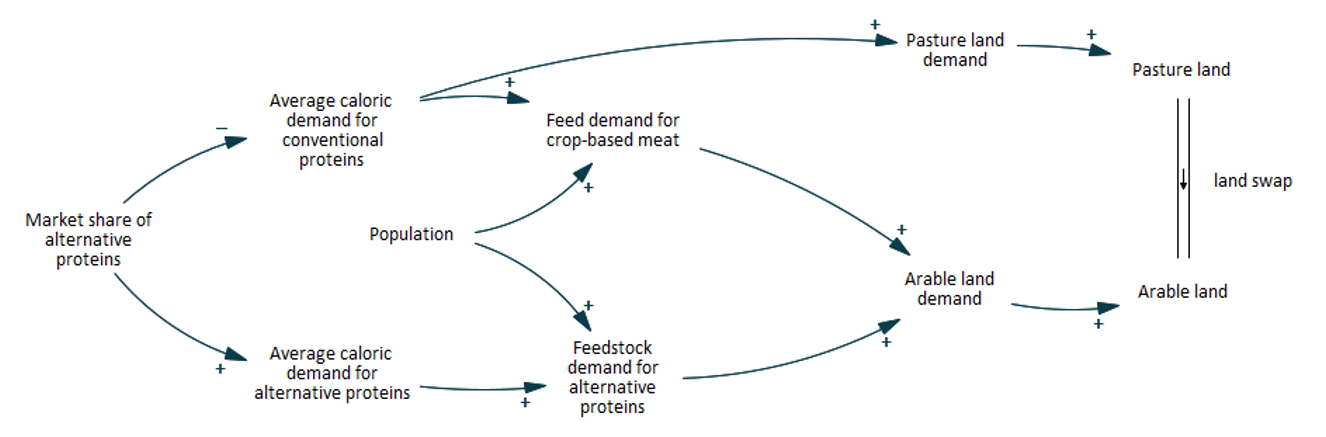 Market share of
alternative
proteins
–
+
Average caloric
demand for
conventional
proteins
Average caloric
demand for
alternative proteins
+
+
Population
Feed demand for
crop-based meat
+
+
+
Feedstock
demand for
alternative
proteins
+
Pasture land
demand
+
+
Arable land
demand
+
+
Pasture land
land swap
Arable land
+